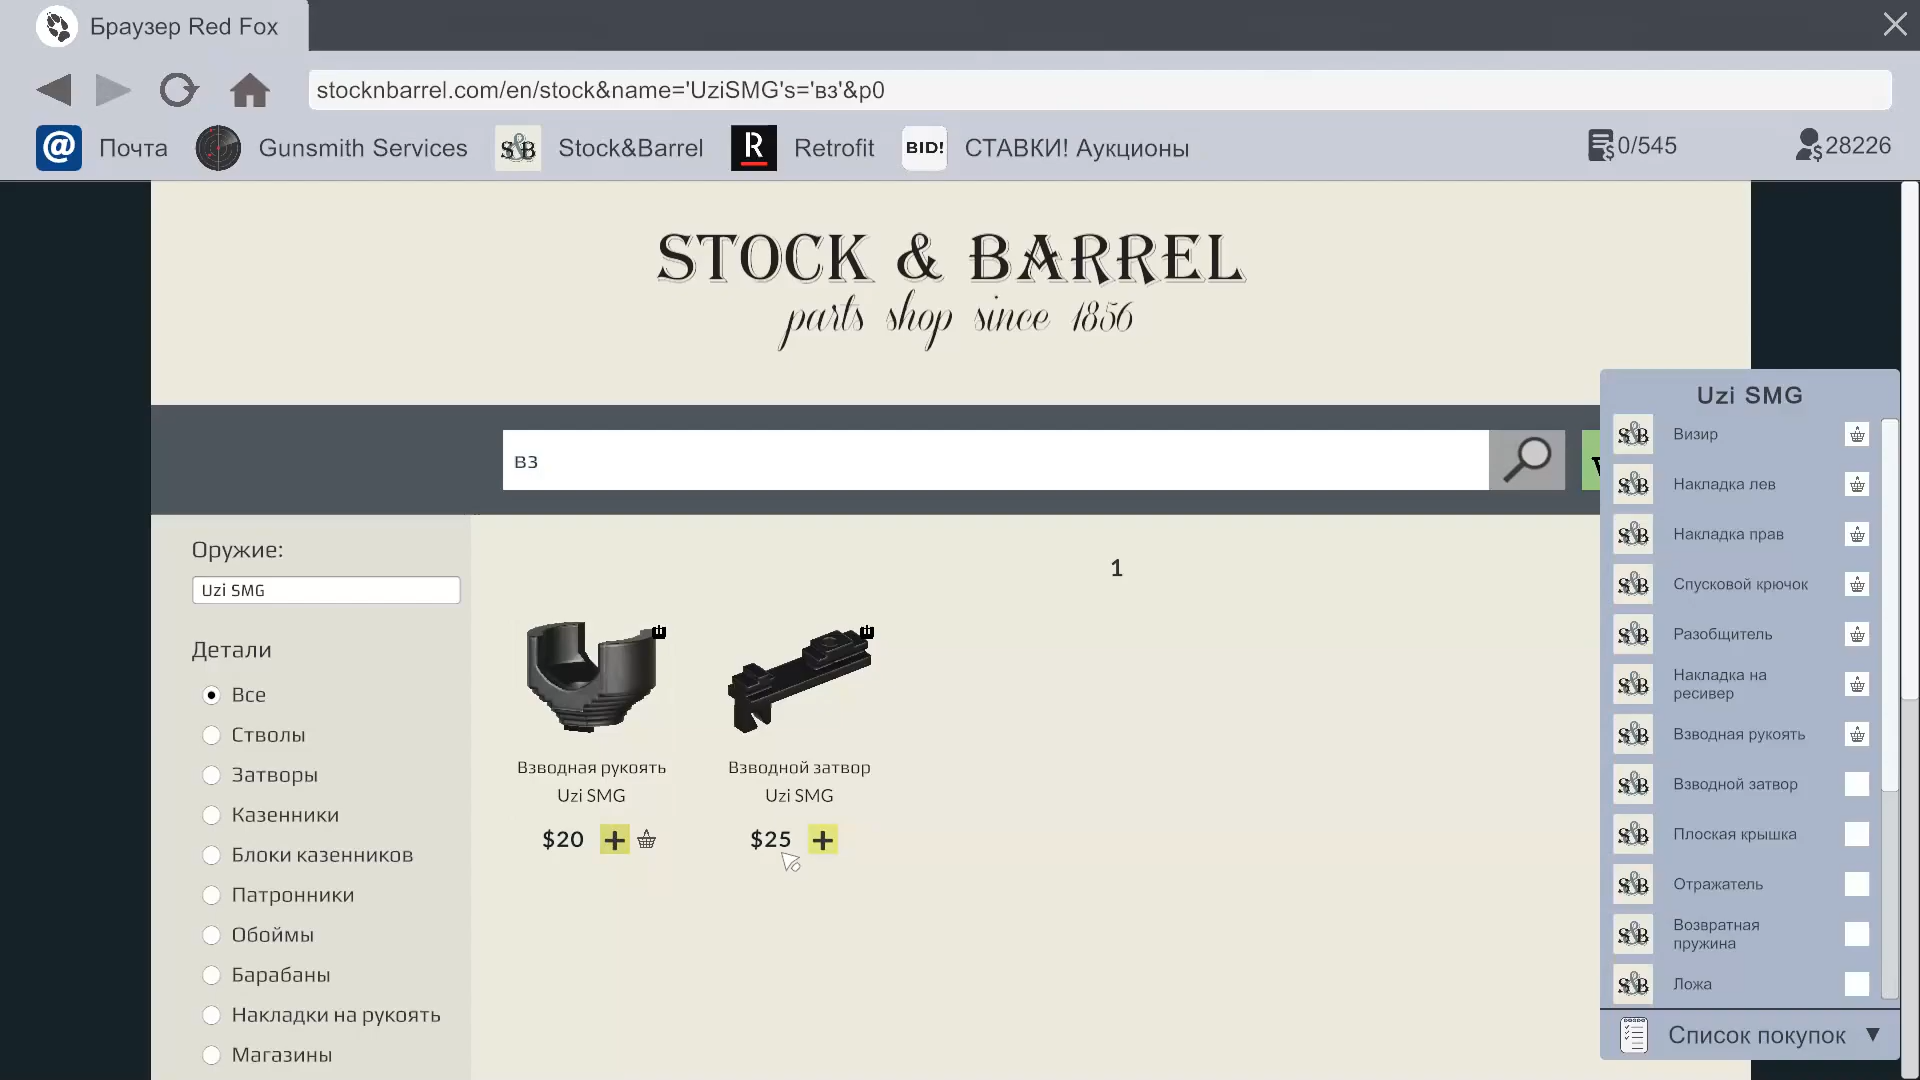 Браузер Red Fox
stocknbarrel.com/en/stock&name='UziSMG's='вз'&p0
@ Почта
Gunsmith Services
S&B Stock&Barrel
R Retrofit
BID! СТАВКИ! Аукционы
0/545
28226
STOCK & BARREL
parts shop since 1856
вз
Оружие:
Uzi SMG
Детали
Все
Стволы
Затворы
Казенники
Блоки казенников
Патронники
Обоймы
Барабаны
Накладки на рукоять
Магазины
1
Взводная рукоять
Uzi SMG
$20 +
Взводной затвор
Uzi SMG
$25 +
Uzi SMG
S&B Визир
S&B Накладка лев
S&B Накладка прав
S&B Спусковой крючок
S&B Разобщитель
S&B Накладка на
ресивер
S&B Взводная рукоять
S&B Взводной затвор
S&B Плоская крышка
S&B Отражатель
S&B Возвратная
пружина
S&B Ложа
Список покупок